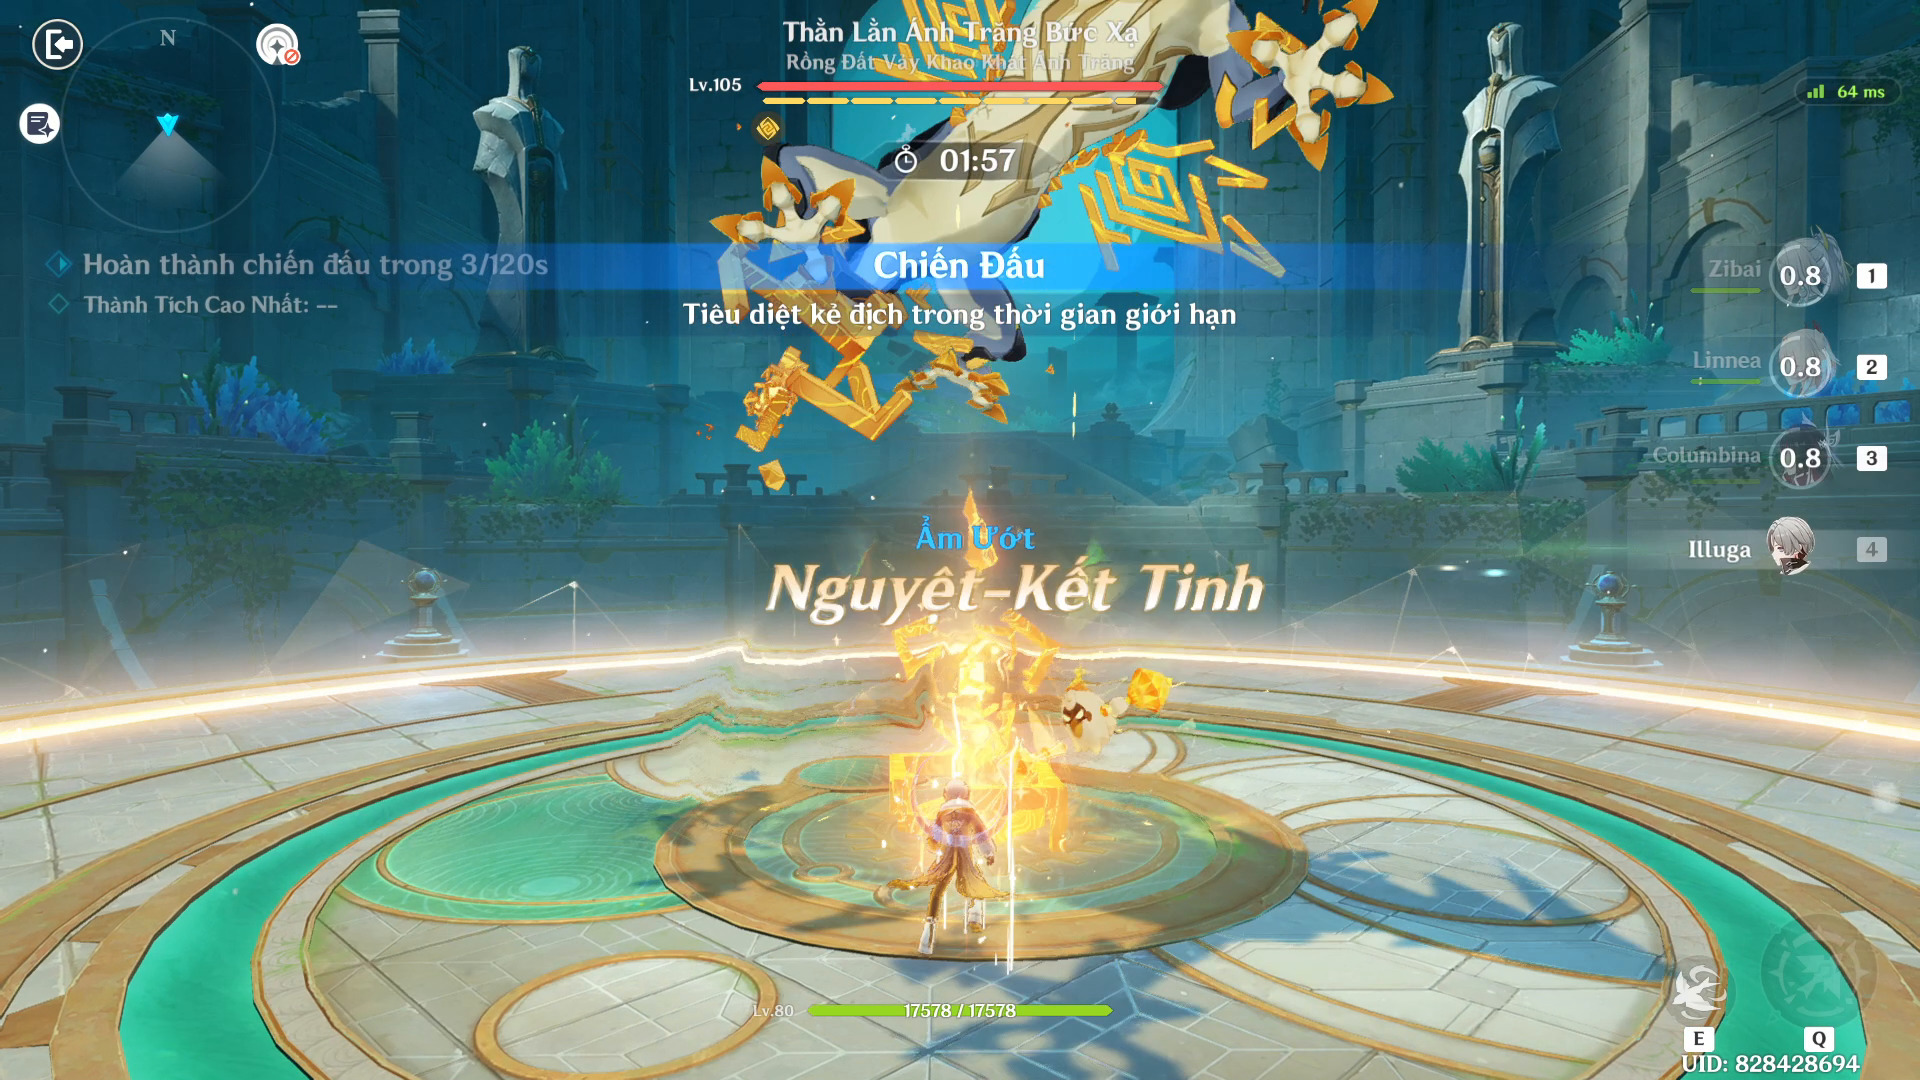 N
Thằn Lằn Ánh Trăng Bức Xạ
Rồng Đất Vảy Khao Khát Ánh Trăng
Lv.105
64 ms
01:57
Hoàn thành chiến đấu trong 3/120s
Thành Tích Cao Nhất: --
Chiến Đấu
Tiêu diệt kẻ địch trong thời gian giới hạn
Zibai 0.8 1
Linnea 0.8 2
Columbina 0.8 3
Illuga 4
Ẩm Ướt
Nguyệt-Kết Tinh
Lv.80 17578 / 17578
E Q
UID: 828428694